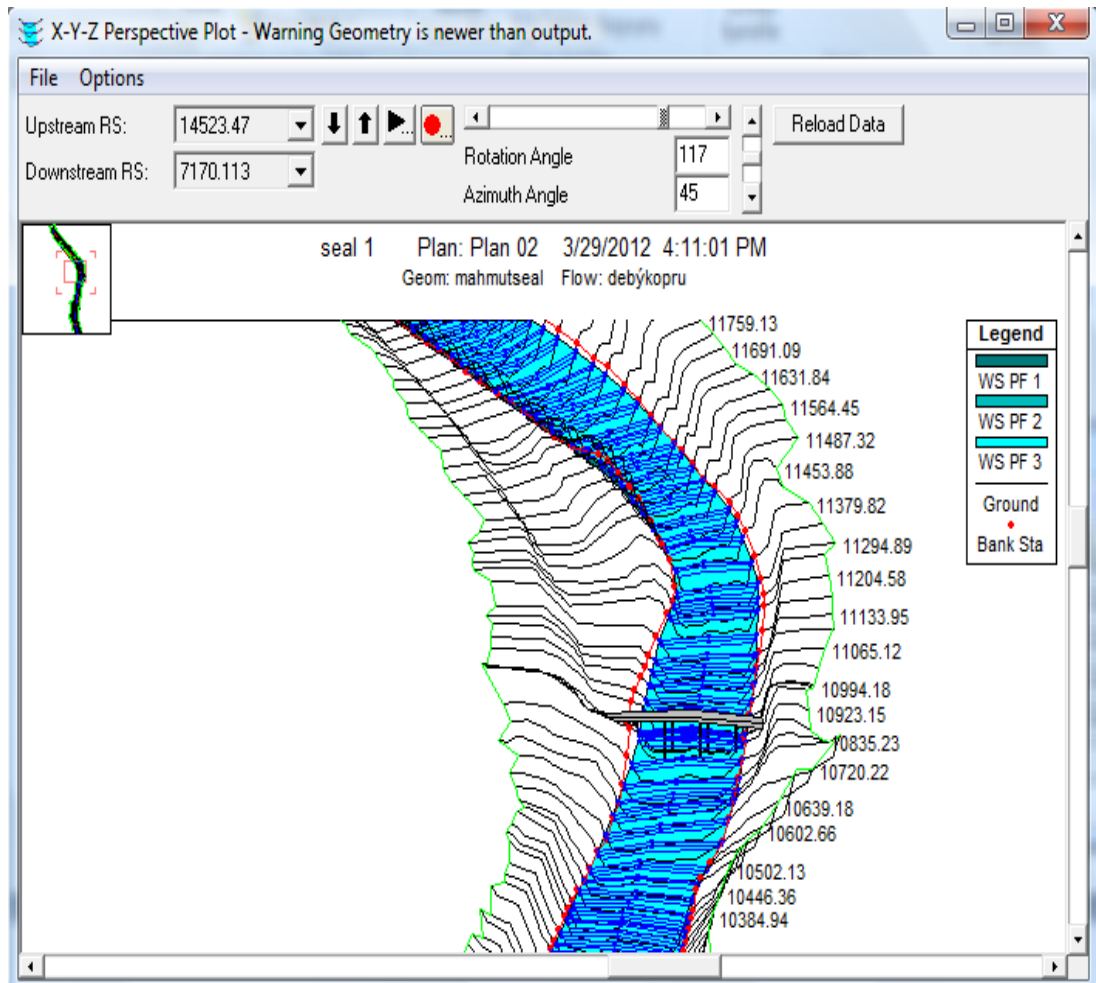 X-Y-Z Perspective Plot - Warning Geometry is newer than output.
File Options
Upstream RS: 14523.47
Downstream RS: 7170.113
Rotation Angle 117
Azimuth Angle 45
Reload Data
seal 1 Plan: Plan 02 3/29/2012 4:11:01 PM
Geom: mahmutseal Flow: debýkopru
11759.13
11691.09
11631.84
11564.45
11487.32
11453.88
11379.82
11294.89
11204.58
11133.95
11065.12
10994.18
10923.15
10835.23
10720.22
10639.18
10602.66
10502.13
10446.36
10384.94
Legend
WS PF 1
WS PF 2
WS PF 3
Ground
Bank Sta